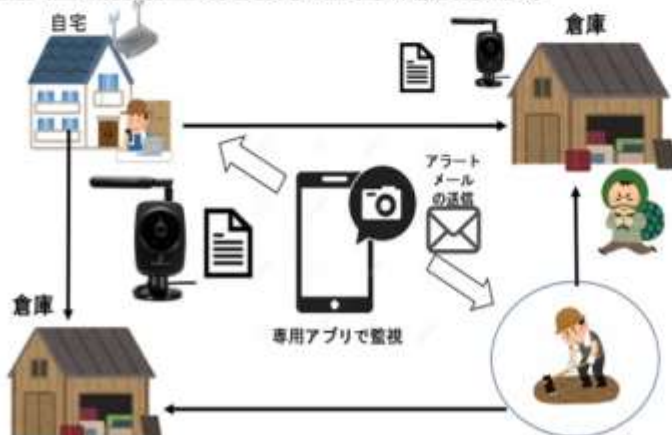 自宅
倉庫
アラート
メール
の送信
倉庫
専用アプリで監視